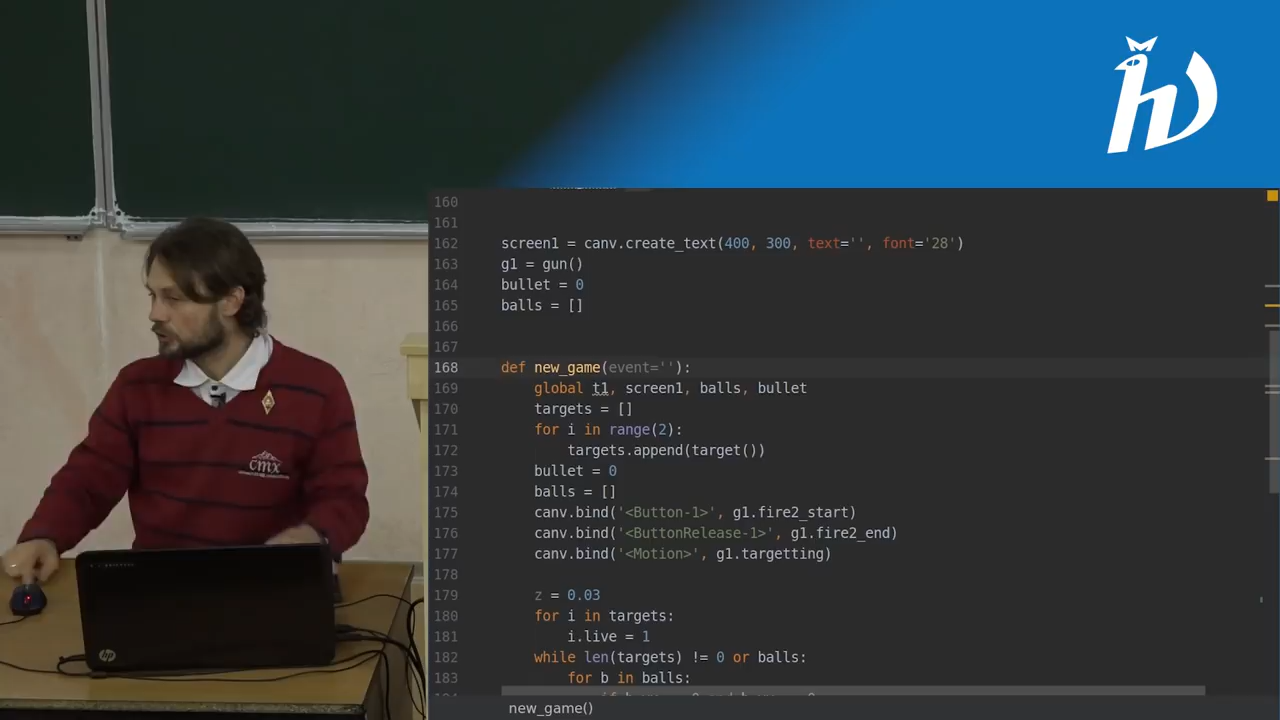 160
161
162 screen1 = canv.create_text(400, 300, text='', font='28')
163 g1 = gun()
164 bullet = 0
165 balls = []
166
167
168 def new_game(event=''):
169 global t1, screen1, balls, bullet
170 targets = []
171 for i in range(2):
172 targets.append(target())
173 bullet = 0
174 balls = []
175 canv.bind('<Button-1>', g1.fire2_start)
176 canv.bind('<ButtonRelease-1>', g1.fire2_end)
177 canv.bind('<Motion>', g1.targetting)
178
179 z = 0.03
180 for i in targets:
181 i.live = 1
182 while len(targets) != 0 or balls:
183 for b in balls:
new_game()
смх
hp